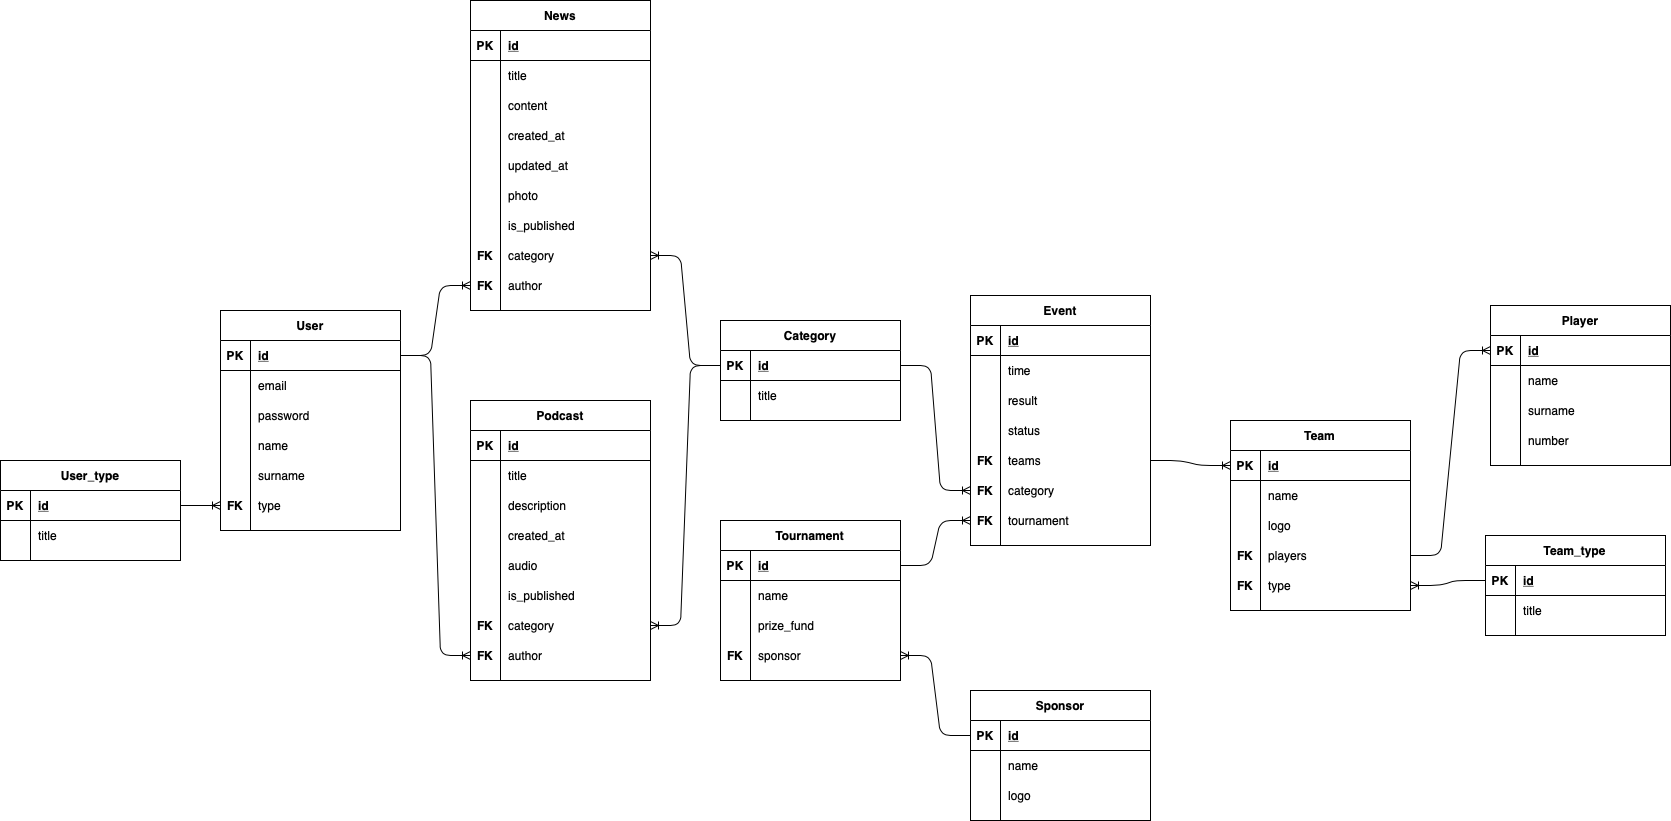 News
PK id
title
content
created_at
updated_at
photo
is_published
FK category
FK author
User
PK id
email
password
name
surname
FK type
User_type
PK id
title
Podcast
PK id
title
description
created_at
audio
is_published
FK category
FK author
Category
PK id
title
Tournament
PK id
name
prize_fund
FK sponsor
Event
PK id
time
result
status
FK teams
FK category
FK tournament
Sponsor
PK id
name
logo
Team
PK id
name
logo
FK players
FK type
Player
PK id
name
surname
number
Team_type
PK id
title